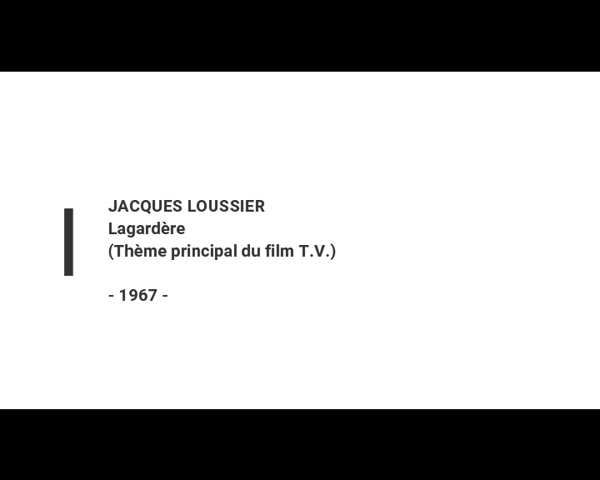 JACQUES LOUSSIER
Lagardère
(Thème principal du film T.V.)
- 1967 -